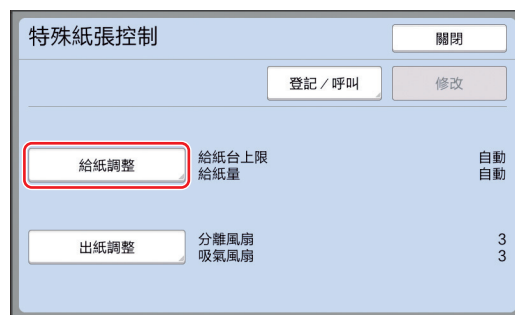 特殊紙張控制
關閉
登記／呼叫
修改
給紙調整
給紙台上限 自動
給紙量 自動
出紙調整
分離風扇 3
吸氣風扇 3